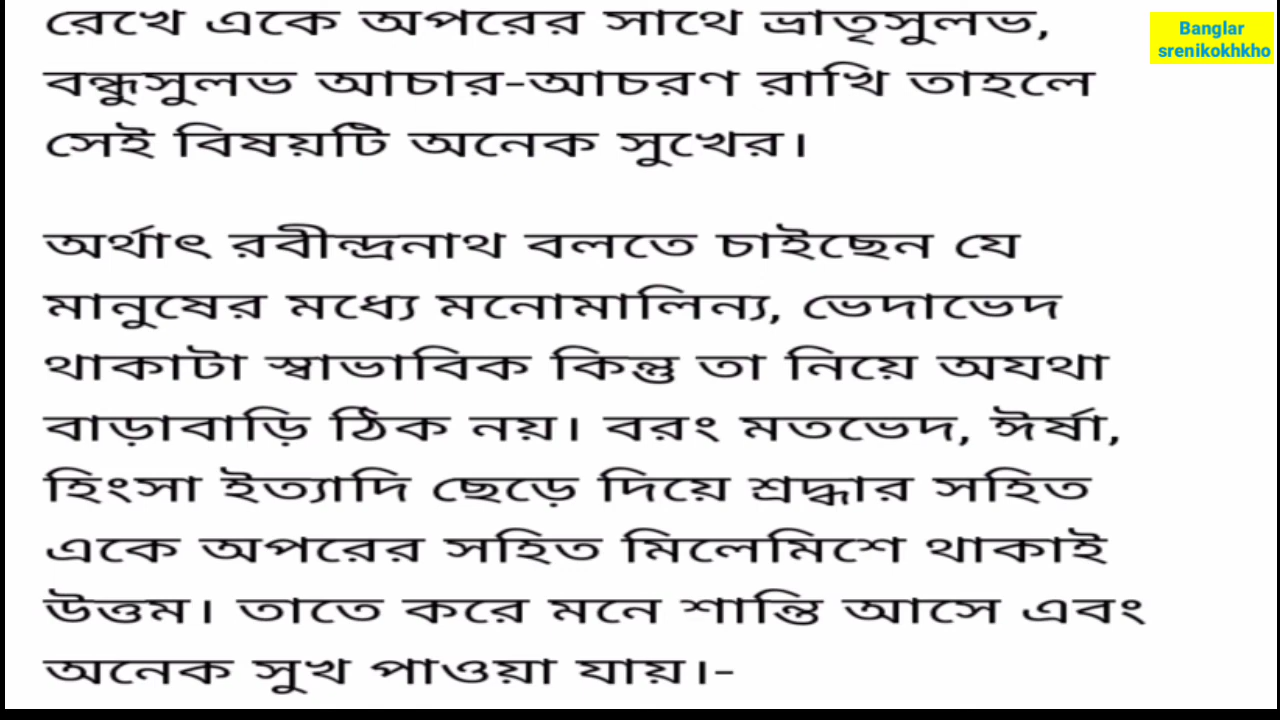 রেখে একে অপরের সাথে ভ্রাতৃসুলভ,
বন্ধুসুলভ আচার-আচরণ রাখি তাহলে
সেই বিষয়টি অনেক সুখের।
অর্থাৎ রবীন্দ্রনাথ বলতে চাইছেন যে
মানুষের মধ্যে মনোমালিন্য, ভেদাভেদ
থাকাটা স্বাভাবিক কিন্তু তা নিয়ে অযথা
বাড়াবাড়ি ঠিক নয়। বরং মতভেদ, ঈর্ষা,
হিংসা ইত্যাদি ছেড়ে দিয়ে শ্রদ্ধার সহিত
একে অপরের সহিত মিলেমিশে থাকাই
উত্তম। তাতে করে মনে শান্তি আসে এবং
অনেক সুখ পাওয়া যায়।-
Banglar
srenikokhkho